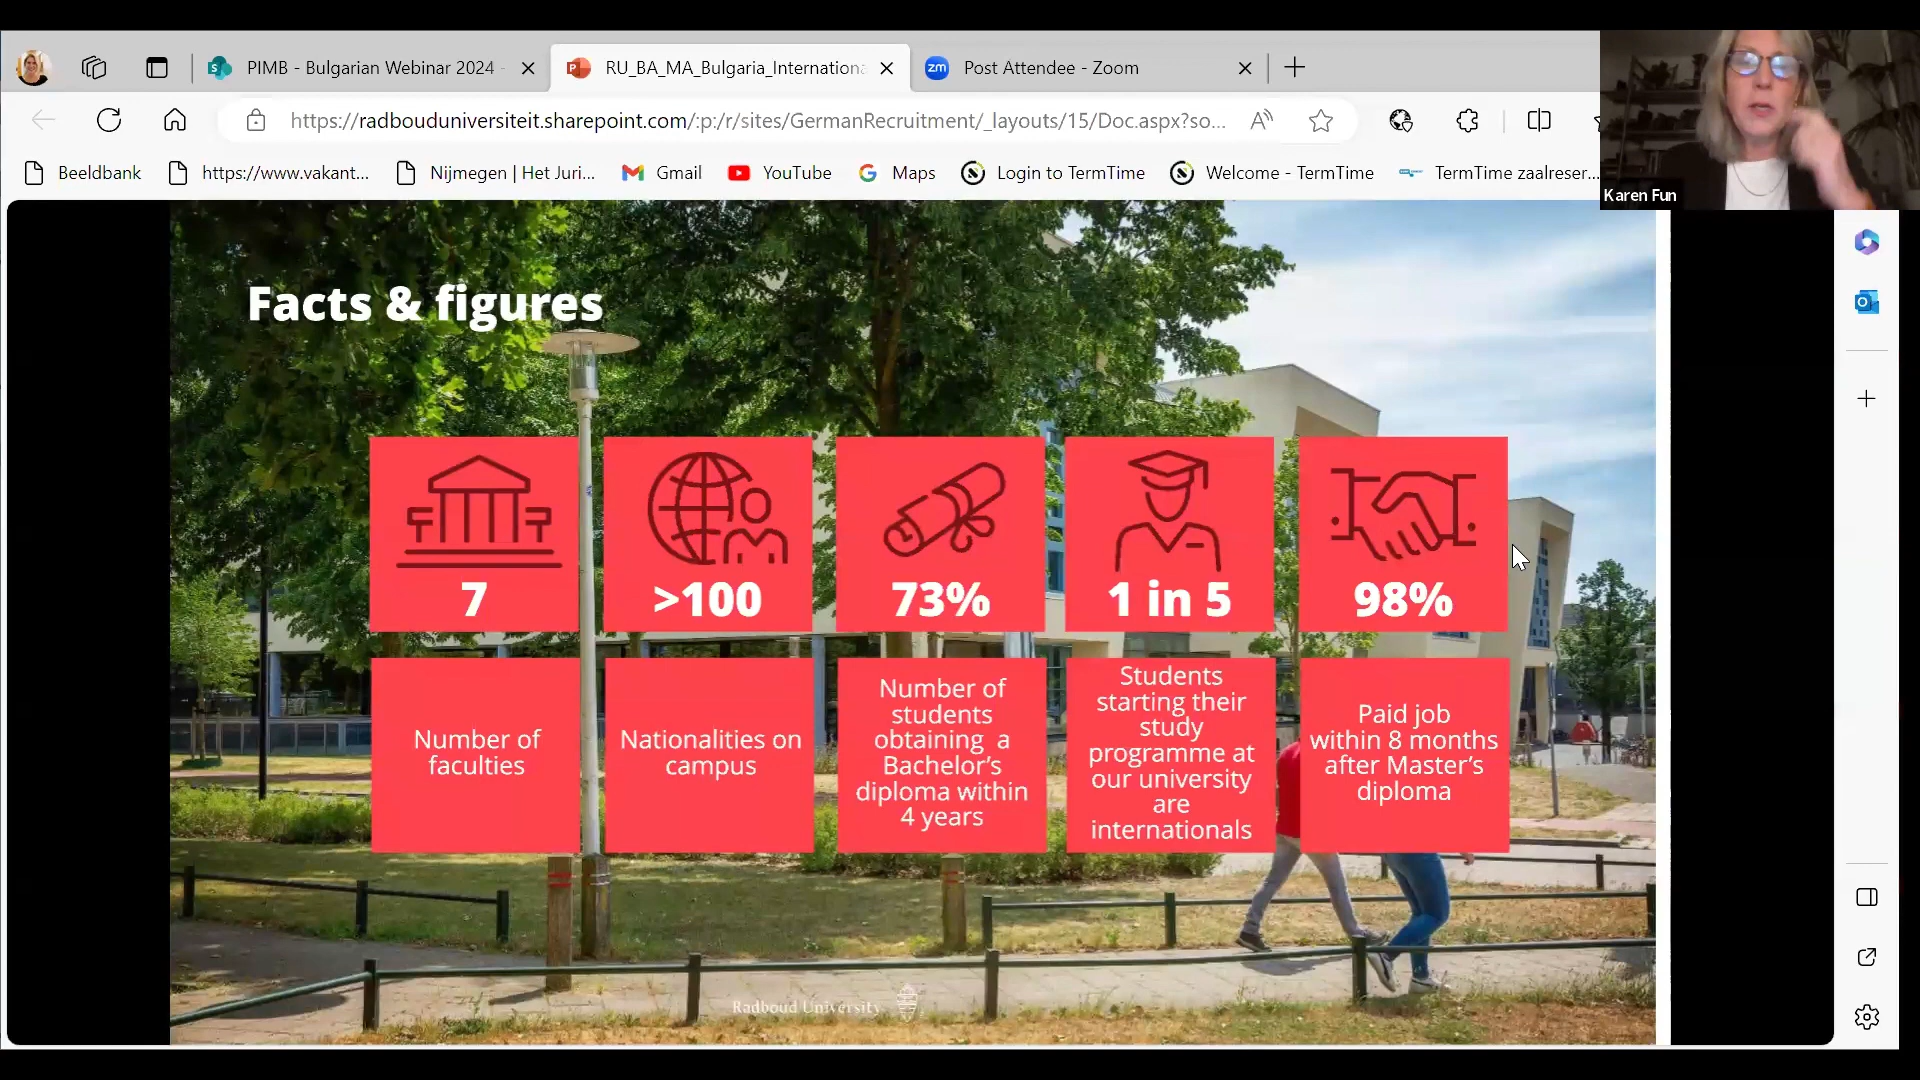 PIMB - Bulgarian Webinar 2024 -
RU_BA_MA_Bulgaria_Internationa
zm
Post Attendee - Zoom
https://radbouduniversiteit.sharepoint.com/:p:/r/sites/GermanRecruitment/_layouts/15/Doc.aspx?so...
Beeldbank
https://www.vakant...
Nijmegen | Het Juri...
Gmail
YouTube
Maps
Login to TermTime
Welcome - TermTime
TermTime zaalreser...
Karen Fun
Facts & figures
7
>100
73%
1 in 5
98%
Number of
faculties
Nationalities on
campus
Number of
students
obtaining a
Bachelor's
diploma within
4 years
Students
starting their
study
programme at
our university
are
internationals
Paid job
within 8 months
after Master's
diploma
Radboud University